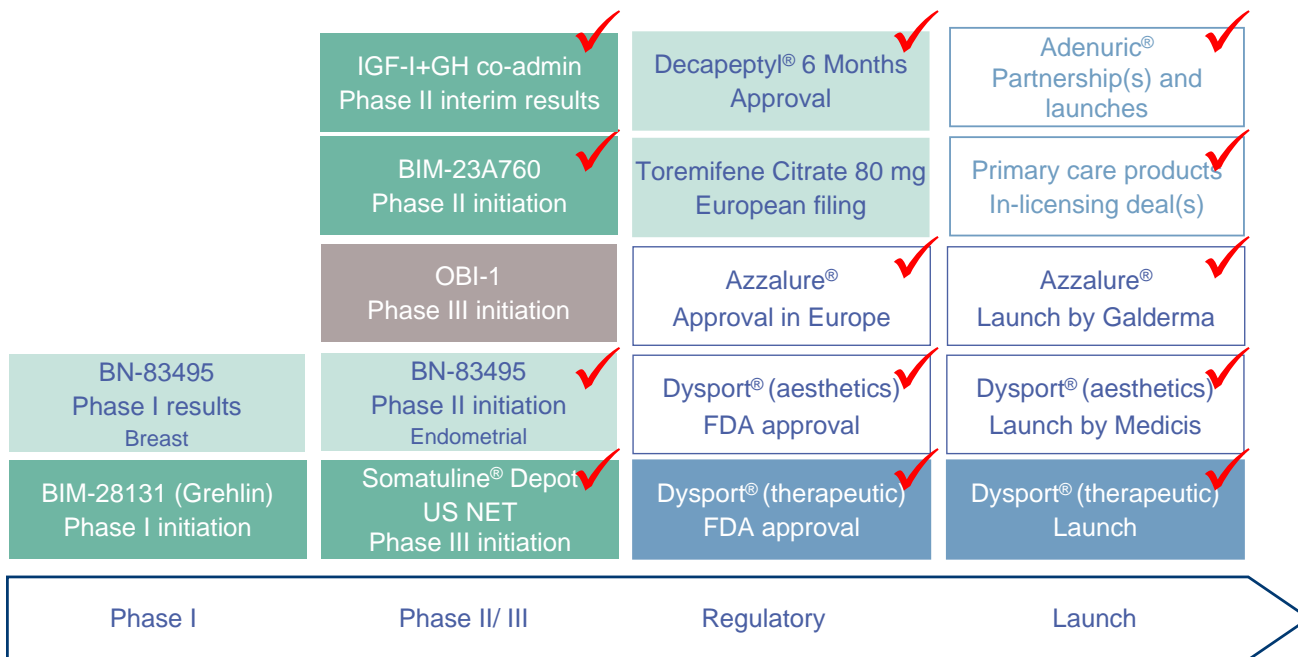 IGF-I+GH co-admin
Phase II interim results
Decapeptyl® 6 Months
Approval
Adenuric®
Partnership(s) and
launches
BIM-23A760
Phase II initiation
Toremifene Citrate 80 mg
European filing
Primary care products
In-licensing deal(s)
OBI-1
Phase III initiation
Azzalure®
Approval in Europe
Azzalure®
Launch by Galderma
BN-83495
Phase I results
Breast
BN-83495
Phase II initiation
Endometrial
Dysport® (aesthetics)
FDA approval
Dysport® (aesthetics)
Launch by Medicis
BIM-28131 (Grehlin)
Phase I initiation
Somatuline® Depot
US NET
Phase III initiation
Dysport® (therapeutic)
FDA approval
Dysport® (therapeutic)
Launch
Phase I
Phase II/ III
Regulatory
Launch